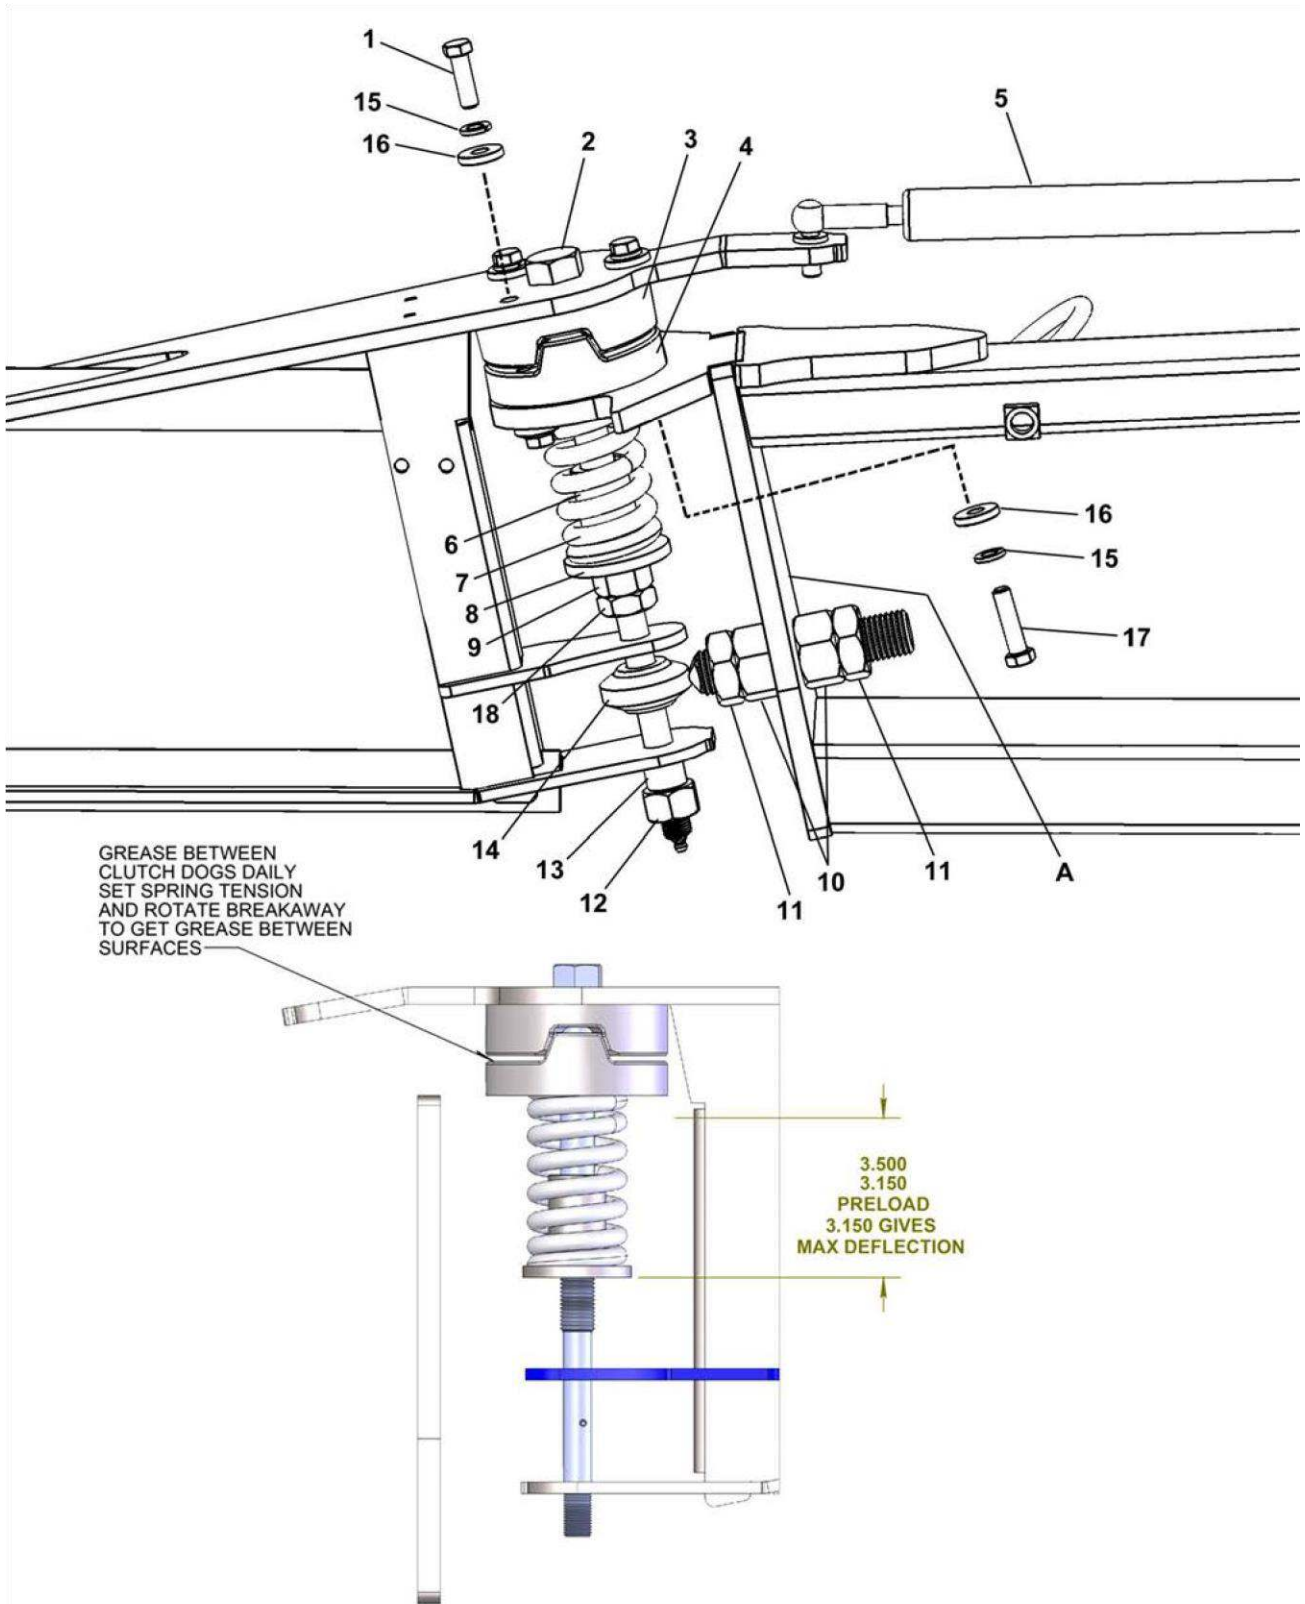 1
15
16
2
3
4
5
6
7
8
9
18
16
15
17
14
13
12
10
11
11
A
GREASE BETWEEN
CLUTCH DOGS DAILY
SET SPRING TENSION
AND ROTATE BREAKAWAY
TO GET GREASE BETWEEN
SURFACES
3.500
3.150
PRELOAD
3.150 GIVES
MAX DEFLECTION